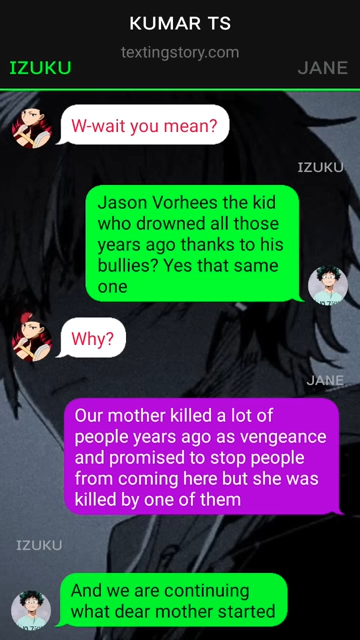 KUMAR TS
textingstory.com
IZUKU
JANE
W-wait you mean?
IZUKU
Jason Vorhees the kid
who drowned all those
years ago thanks to his
bullies? Yes that same
one
Why?
JANE
Our mother killed a lot of
people years ago as vengeance
and promised to stop people
from coming here but she was
killed by one of them
IZUKU
And we are continuing
what dear mother started